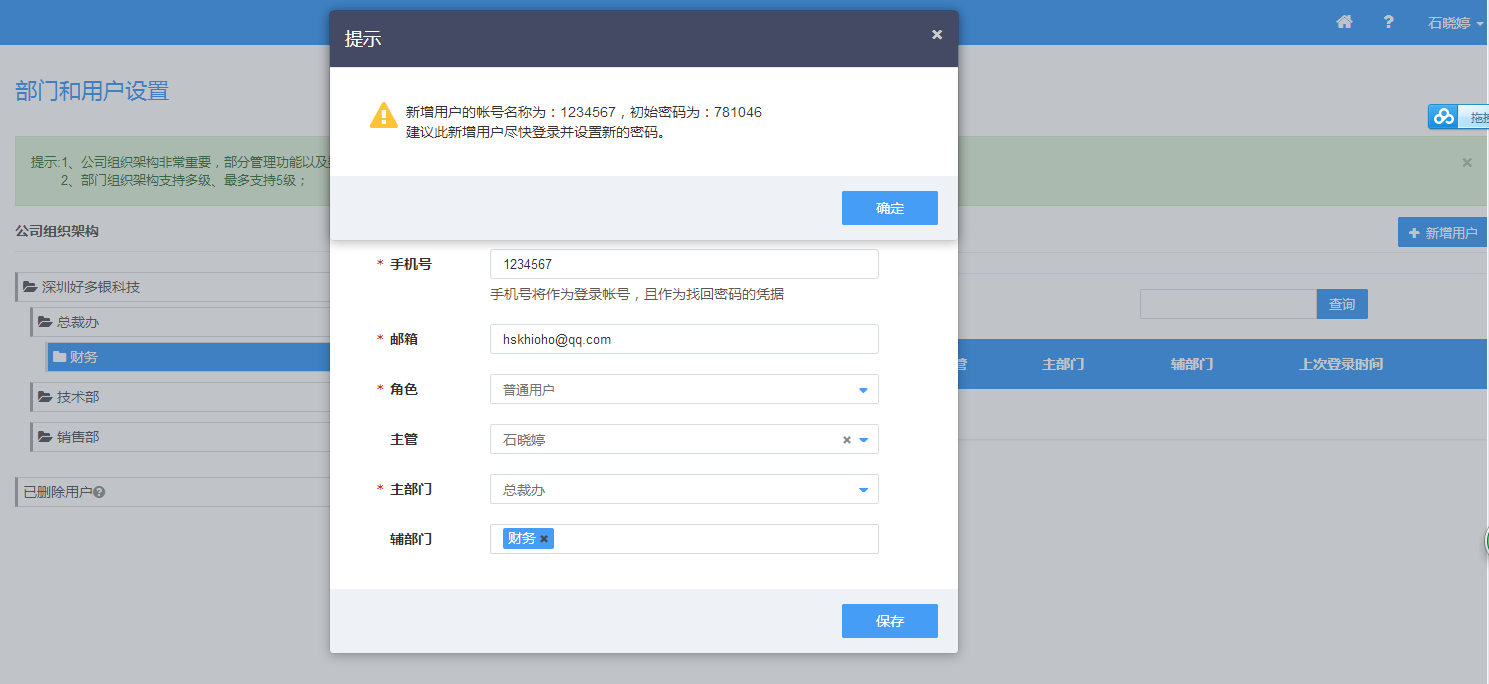 石晓婷
部门和用户设置
提示
新增用户的帐号名称为：1234567，初始密码为：781046
建议此新增用户尽快登录并设置新的密码。
确定
提示:1、公司组织架构非常重要，部分管理功能以及
2、部门组织架构支持多级、最多支持5级；
公司组织架构
新增用户
深圳好多银科技
总裁办
财务
技术部
销售部
已删除用户
* 手机号 1234567
手机号将作为登录帐号，且作为找回密码的凭据
* 邮箱 hskhioho@qq.com
* 角色 普通用户
主管 石晓婷
* 主部门 总裁办
辅部门 财务
保存
查询
主部门 辅部门 上次登录时间